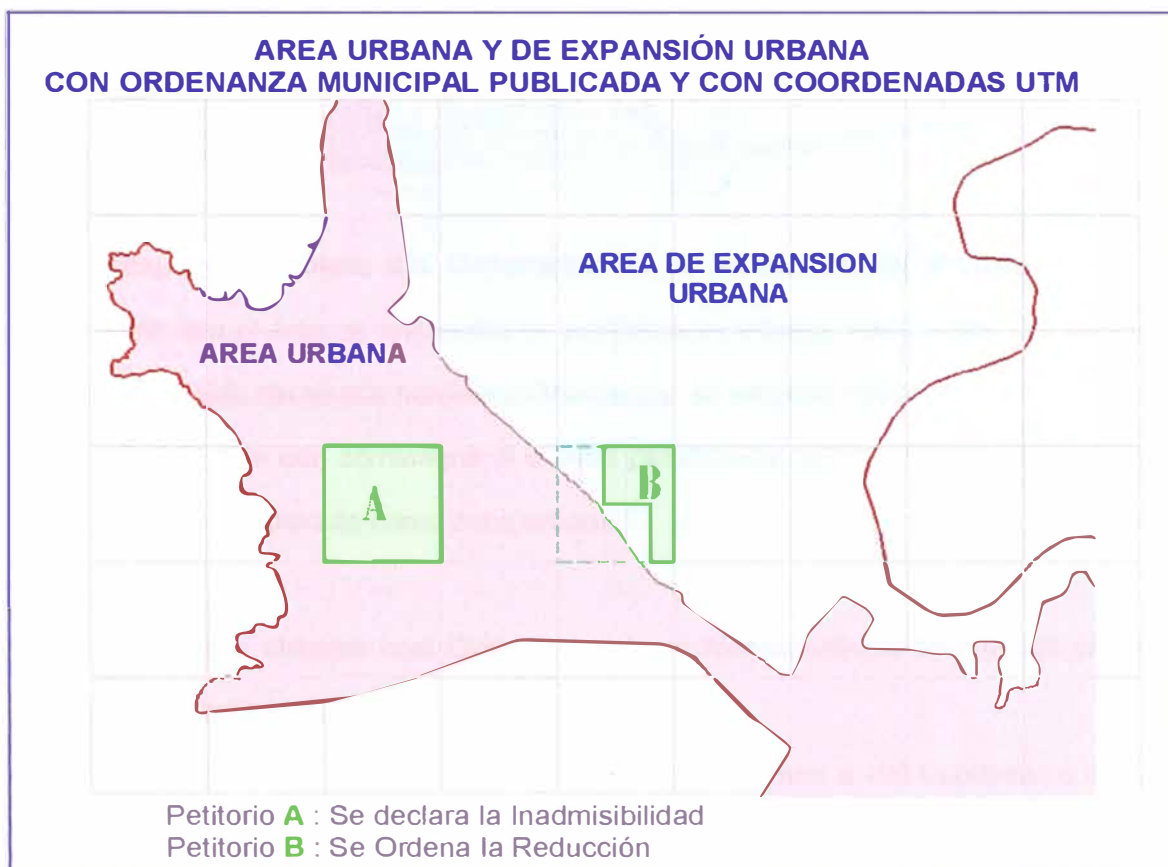 AREA URBANA Y DE EXPANSIÓN URBANA
CON ORDENANZA MUNICIPAL PUBLICADA Y CON COORDENADAS UTM
AREA DE EXPANSION
URBANA
AREA URBANA
A
B
Petitorio A : Se declara la Inadmisibilidad
Petitorio B : Se Ordena la Reducción